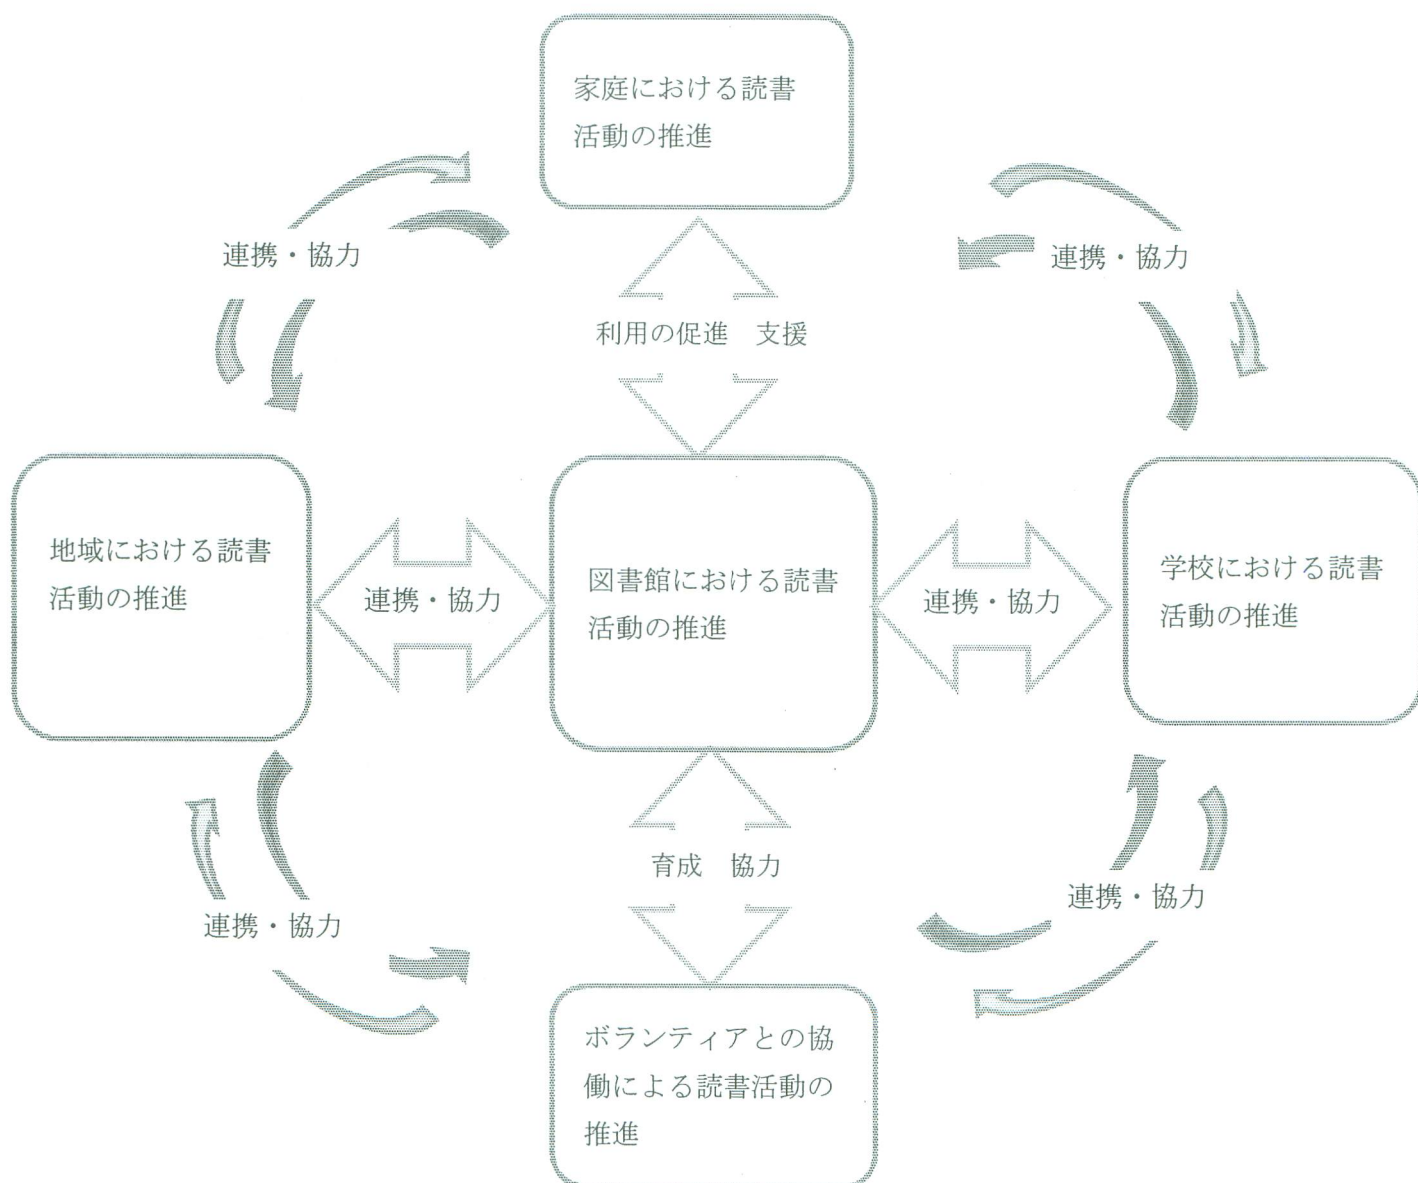 家庭における読書
活動の推進
連携・協力
連携・協力
利用の促進　支援
地域における読書
活動の推進
連携・協力
図書館における読書
活動の推進
連携・協力
学校における読書
活動の推進
育成　協力
連携・協力
連携・協力
ボランティアとの協
働による読書活動の
推進